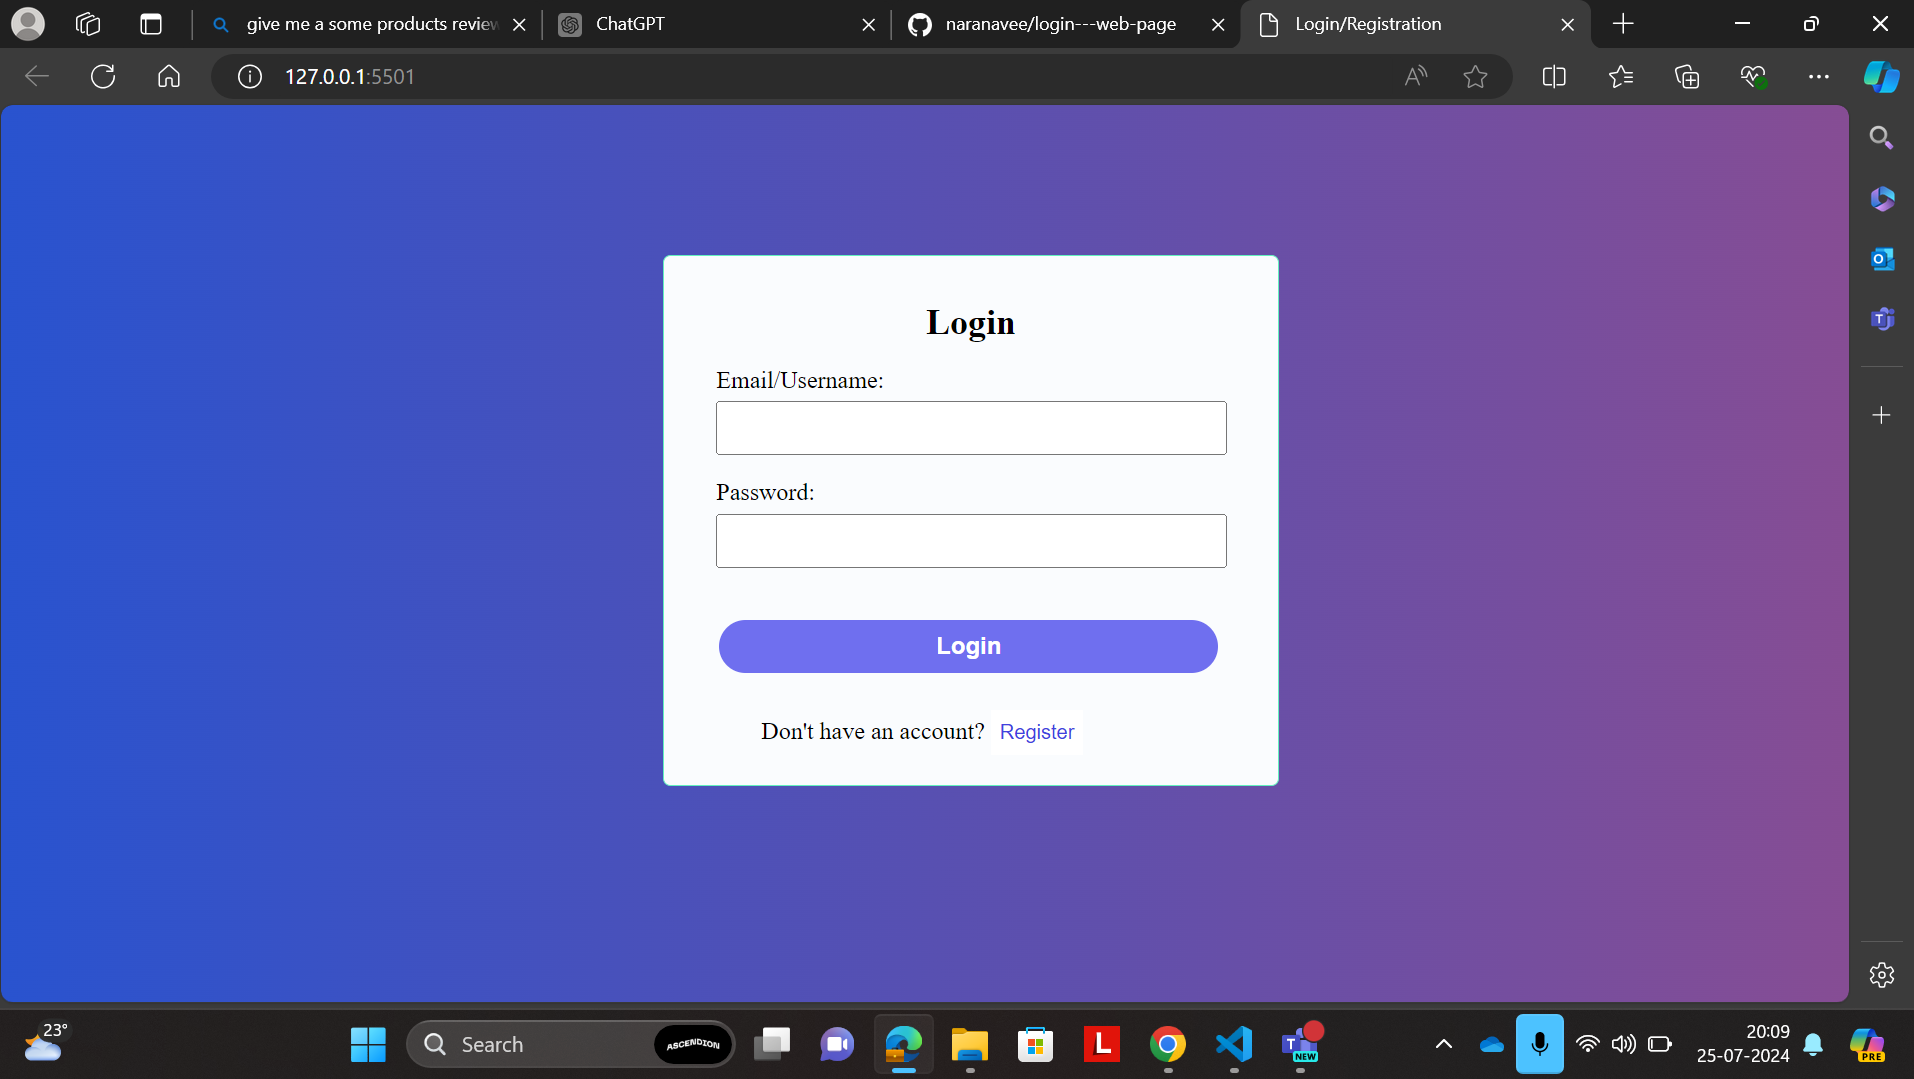 give me a some products review
ChatGPT
naranavee/login---web-page
Login/Registration
127.0.0.1:5501
Login
Email/Username:
Password:
Login
Don't have an account? Register
23°
Search
ASCENDION
L
T
NEW
20:09
25-07-2024
PRE